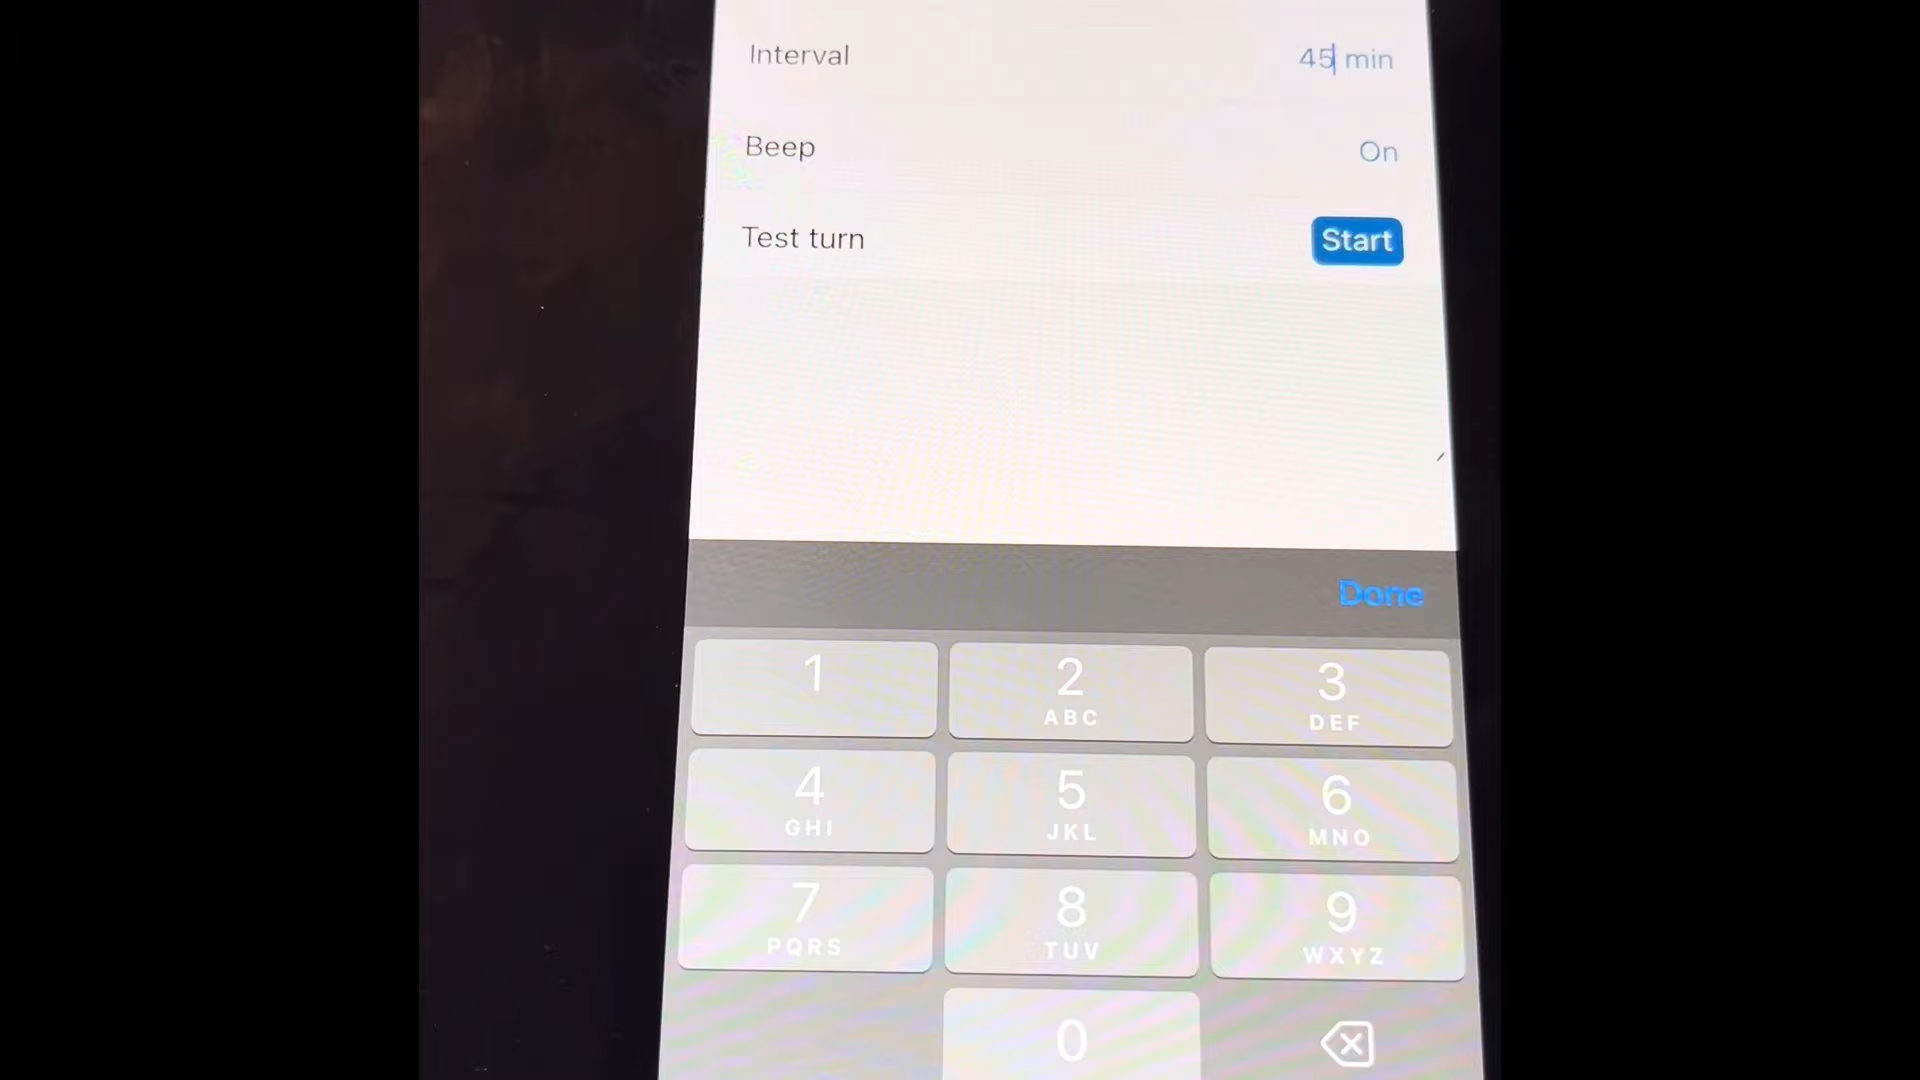 Interval 45 min
Beep On
Test turn Start
Done
1 2 3
ABC DEF
4 5 6
GHI JKL MNO
7 8 9
PQRS TUV WXYZ
0